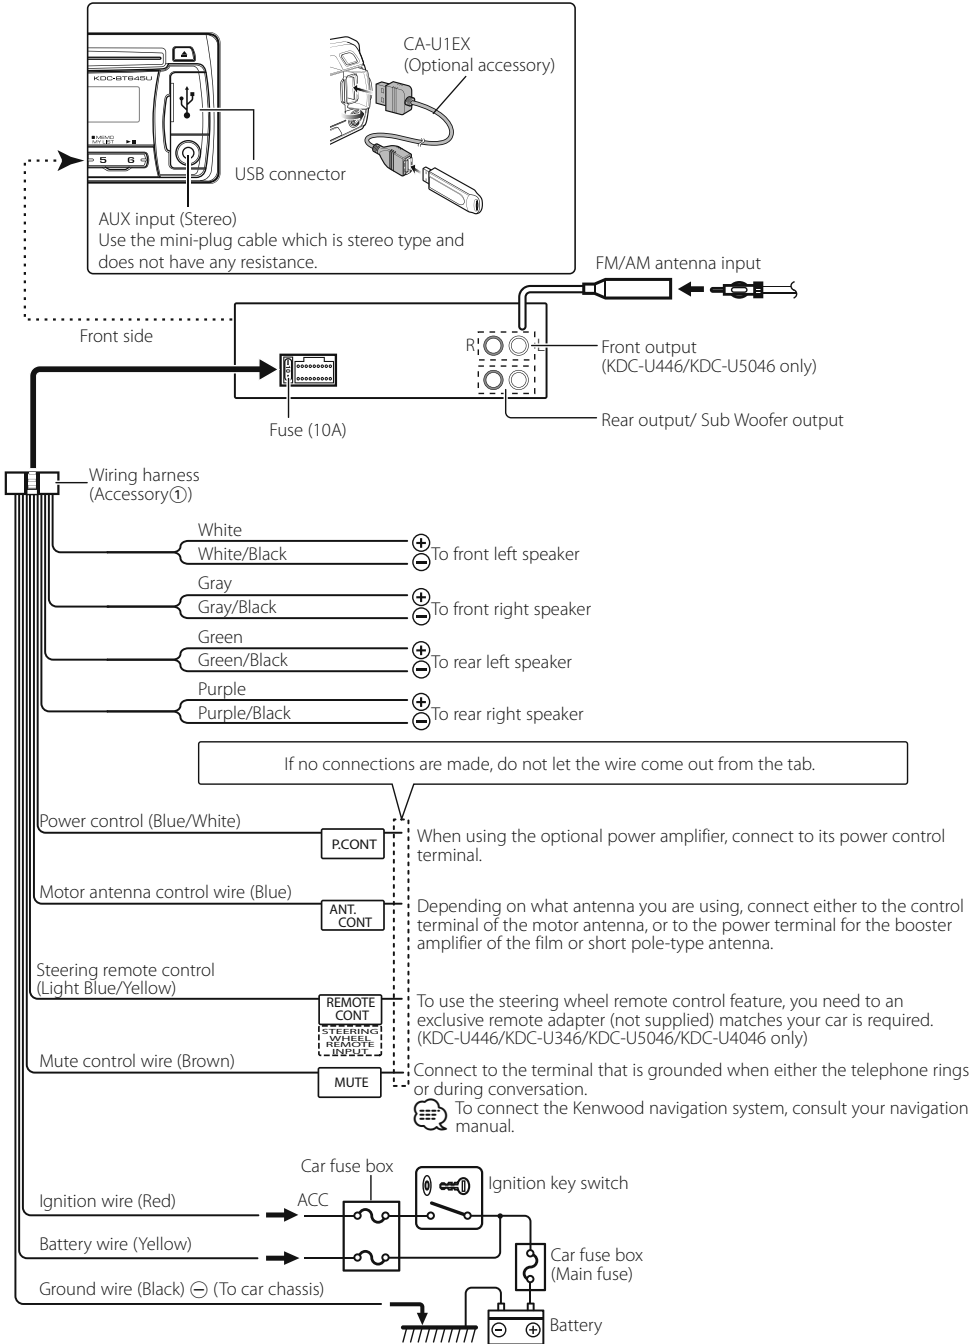 CA-U1EX
(Optional accessory)
KDC-BT645U
■MEMO
MY LIST
5 6
USB connector
AUX input (Stereo)
Use the mini-plug cable which is stereo type and
does not have any resistance.
FM/AM antenna input
Front side
R L
Front output
(KDC-U446/KDC-U5046 only)
Rear output/ Sub Woofer output
Fuse (10A)
Wiring harness
(Accessory①)
White
White/Black
To front left speaker
Gray
Gray/Black
To front right speaker
Green
Green/Black
To rear left speaker
Purple
Purple/Black
To rear right speaker
If no connections are made, do not let the wire come out from the tab.
Power control (Blue/White)
P.CONT
When using the optional power amplifier, connect to its power control
terminal.
Motor antenna control wire (Blue)
ANT.
CONT
Depending on what antenna you are using, connect either to the control
terminal of the motor antenna, or to the power terminal for the booster
amplifier of the film or short pole-type antenna.
Steering remote control
(Light Blue/Yellow)
REMOTE
CONT
STEERING
WHEEL
REMOTE
INPUT
To use the steering wheel remote control feature, you need to an
exclusive remote adapter (not supplied) matches your car is required.
(KDC-U446/KDC-U346/KDC-U5046/KDC-U4046 only)
Mute control wire (Brown)
MUTE
Connect to the terminal that is grounded when either the telephone rings
or during conversation.
To connect the Kenwood navigation system, consult your navigation
manual.
Car fuse box
Ignition key switch
Ignition wire (Red)
ACC
Battery wire (Yellow)
Car fuse box
(Main fuse)
Ground wire (Black) ⊖ (To car chassis)
Battery